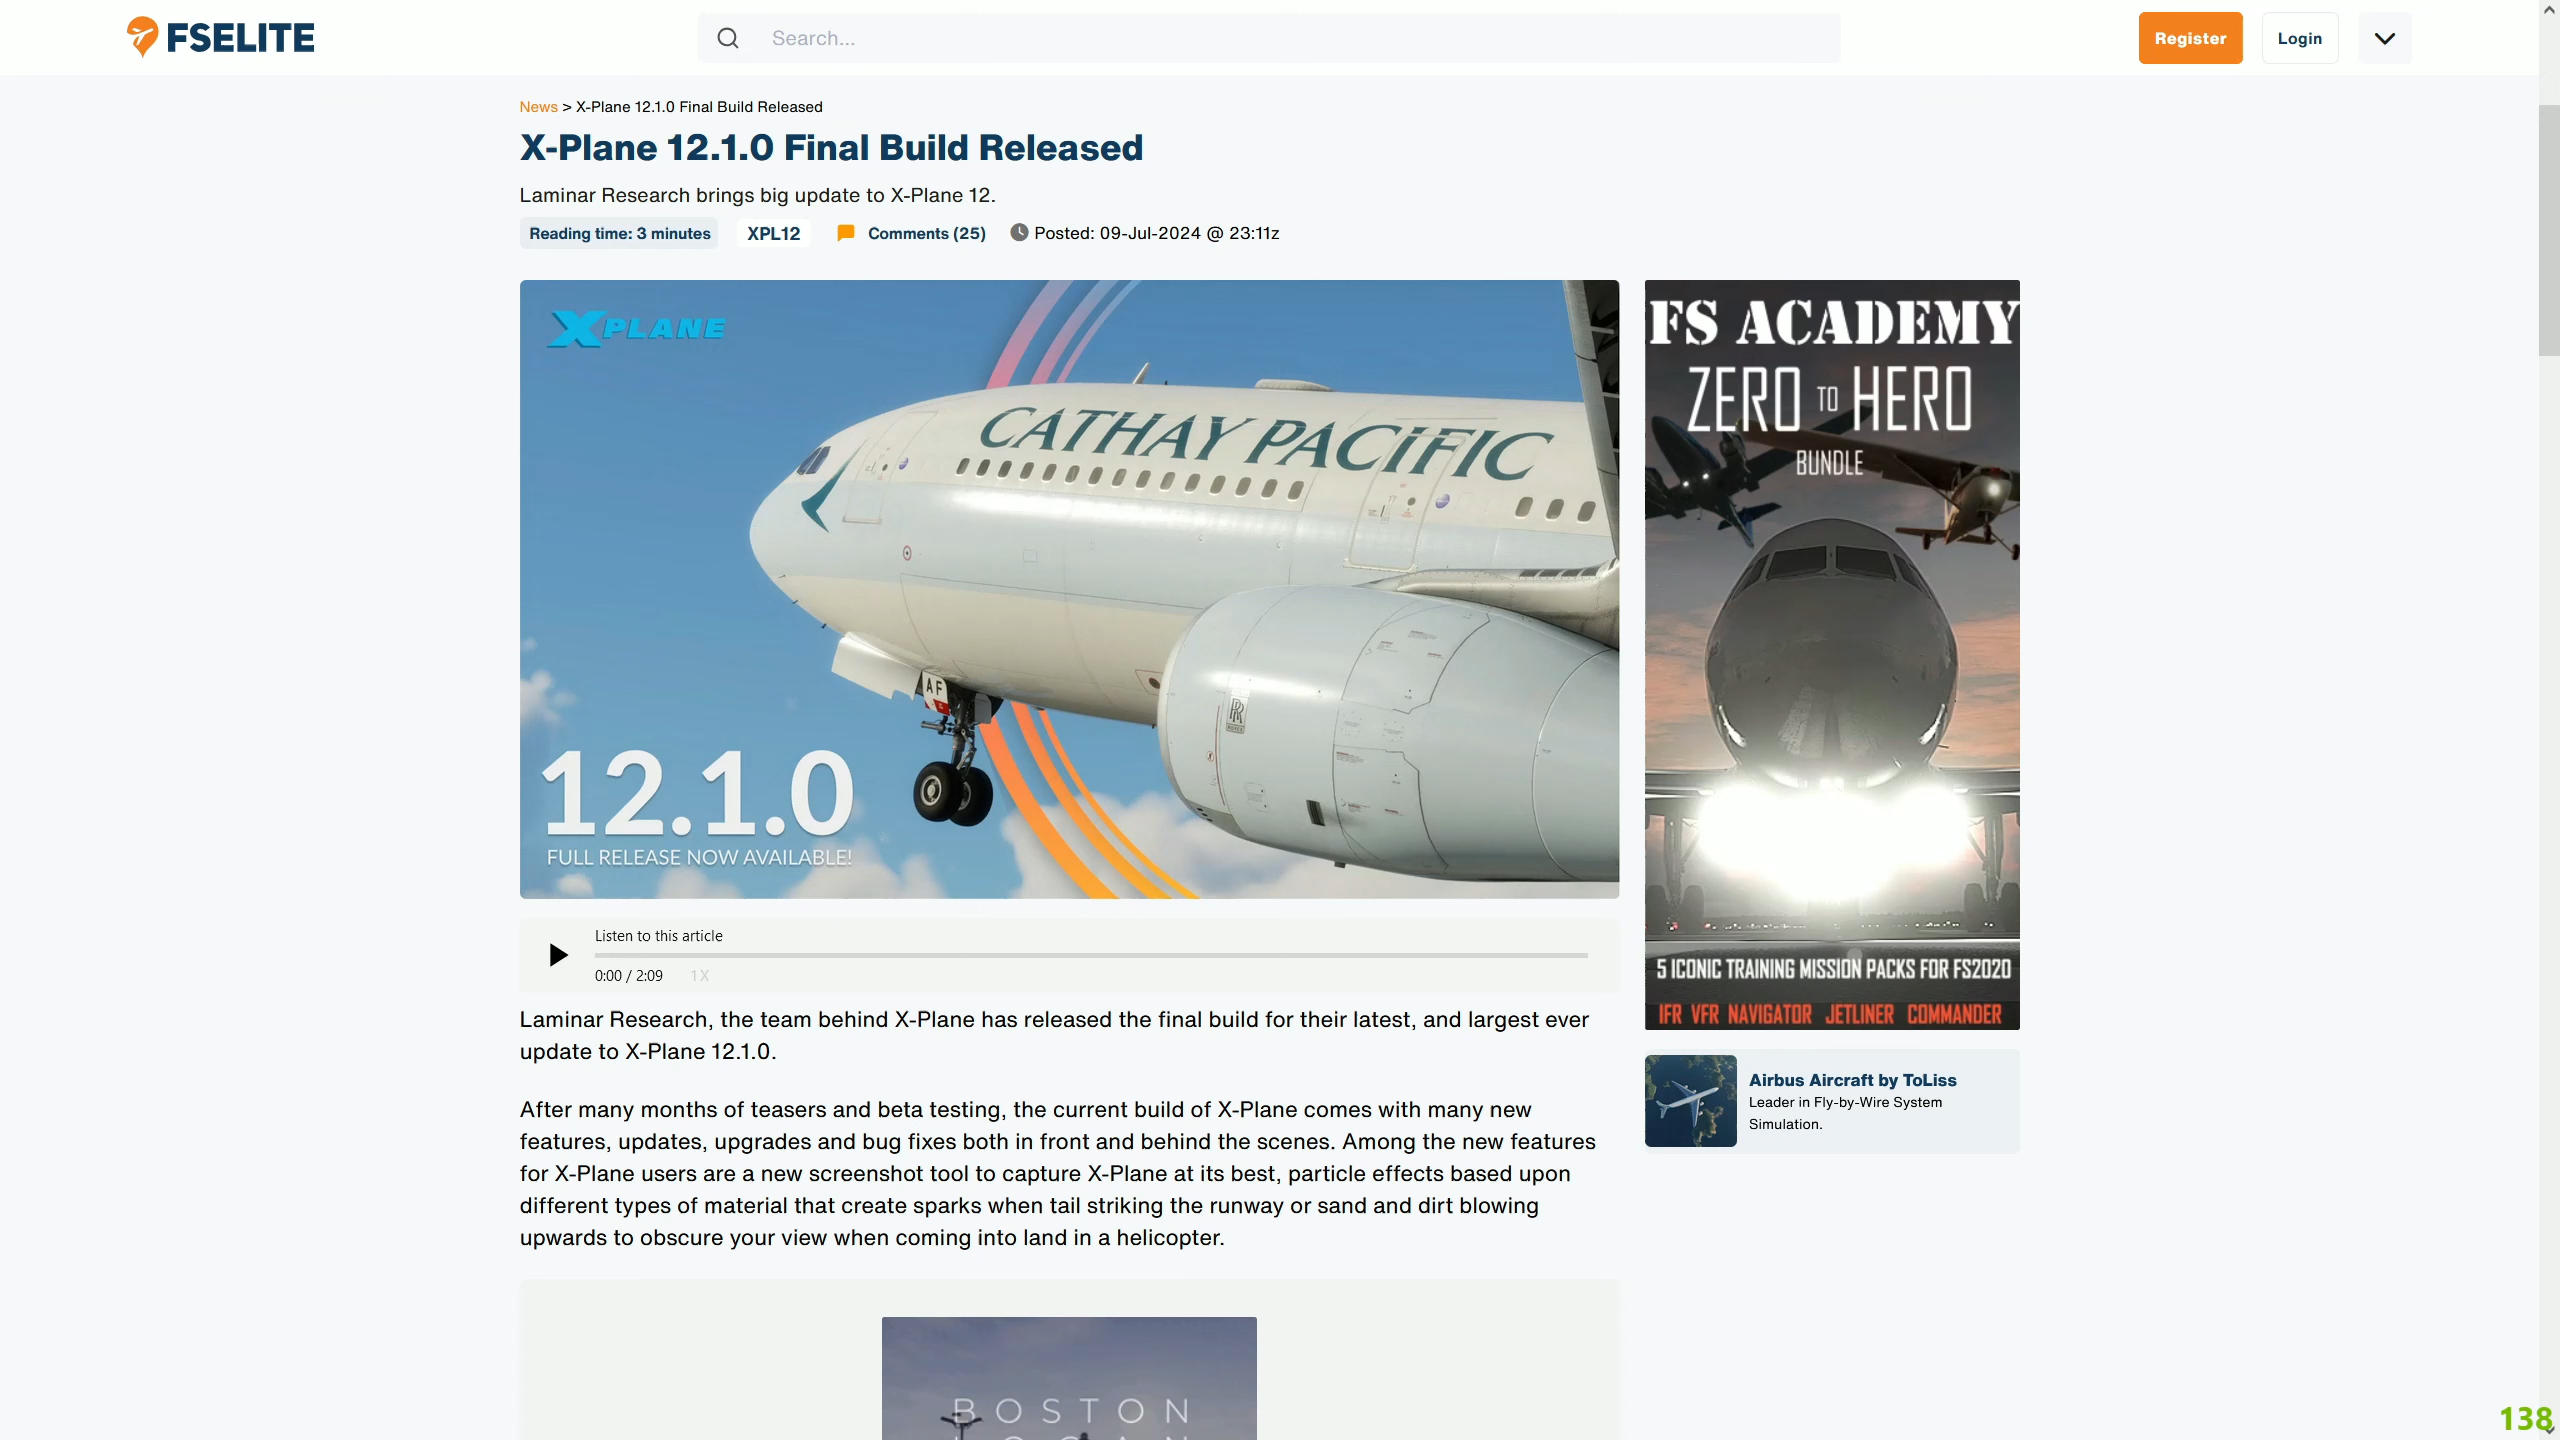 FSELITE
Search...
Register
Login
News > X-Plane 12.1.0 Final Build Released
X-Plane 12.1.0 Final Build Released
Laminar Research brings big update to X-Plane 12.
Reading time: 3 minutes XPL12 Comments (25) Posted: 09-Jul-2024 @ 23:11z
X PLANE
CATHAY PACIFIC
AF
RR
12.1.0
FULL RELEASE NOW AVAILABLE!
FS ACADEMY
ZERO TO HERO
BUNDLE
5 ICONIC TRAINING MISSION PACKS FOR FS2020
IFR VFR NAVIGATOR JETLINER COMMANDER
Listen to this article
0:00 / 2:09 1X
Laminar Research, the team behind X-Plane has released the final build for their latest, and largest ever
update to X-Plane 12.1.0.
After many months of teasers and beta testing, the current build of X-Plane comes with many new
features, updates, upgrades and bug fixes both in front and behind the scenes. Among the new features
for X-Plane users are a new screenshot tool to capture X-Plane at its best, particle effects based upon
different types of material that create sparks when tail striking the runway or sand and dirt blowing
upwards to obscure your view when coming into land in a helicopter.
Airbus Aircraft by ToLiss
Leader in Fly-by-Wire System
Simulation.
BOSTON
138